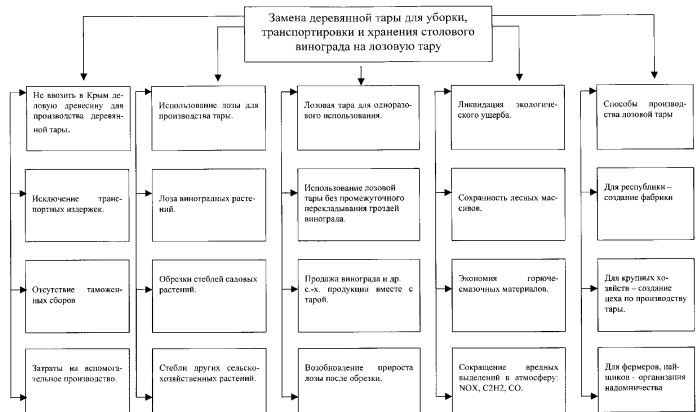 Замена деревянной тары для уборки,
транспортировки и хранения столового
винограда на лозовую тару
Не ввозить в Крым де-
ловую древесину для
производства деревян-
ной тары.
Исключение транс-
портных издержек.
Отсутствие таможен-
ных сборов
Затраты на вспомога-
тельное производство.
Использование лозы для
производства тары.
Лоза виноградных расте-
ний.
Обрезки стеблей садовых
растений.
Стебли других сельско-
хозяйственных растений.
Лозовая тара для одноразо-
вого использования.
Использование лозовой
тары без промежуточного
перекладывания гроздей
винограда.
Продажа винограда и др.
с.-х. продукции вместе с
тарой.
Возобновление прироста
лозы после обрезки.
Ликвидация экологиче-
ского ущерба.
Сохранность лесных мас-
сивов.
Экономия горюче-
смазочных материалов.
Сокращение вредных
выделений в атмосферу:
NOX, C2H2, CO.
Способы производ-
ства лозовой тары
Для республики –
создание фабрики
Для крупных хо-
зяйств – создание
цеха по производству
тары.
Для фермеров, пай-
щиков – организация
надомничества